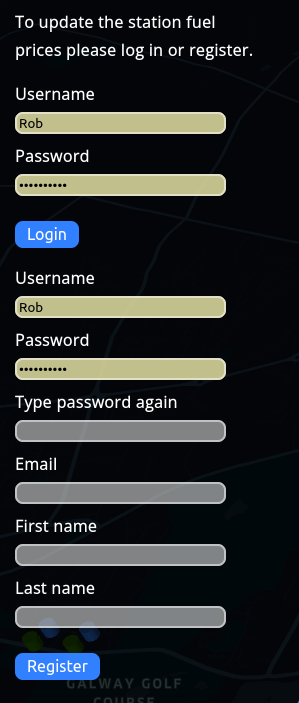 To update the station fuel
prices please log in or register.
Username
Rob
Password
••••••••••
Login
Username
Rob
Password
••••••••••
Type password again
Email
First name
Last name
Register
GALWAY GOLF
COURSE